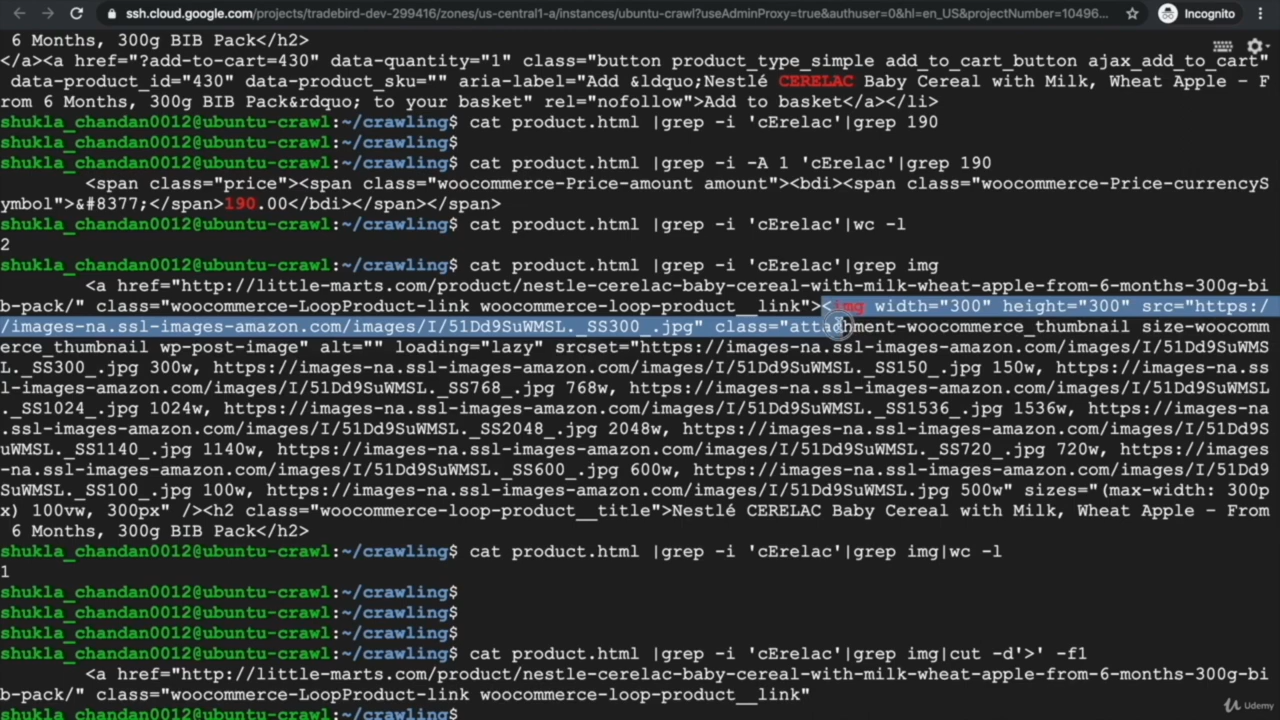 ssh.cloud.google.com/projects/tradebird-dev-299416/zones/us-central1-a/instances/ubuntu-crawl?useAdminProxy=true&authuser=0&hl=en_US&projectNumber=10496... Incognito
6 Months, 300g BIB Pack</h2>
</a><a href="?add-to-cart=430" data-quantity="1" class="button product_type_simple add_to_cart_button ajax_add_to_cart"
data-product_id="430" data-product_sku="" aria-label="Add &ldquo;Nestlé CERELAC Baby Cereal with Milk, Wheat Apple – F
rom 6 Months, 300g BIB Pack&rdquo; to your basket" rel="nofollow">Add to basket</a></li>
shukla_chandan0012@ubuntu-crawl:~/crawling$ cat product.html |grep -i 'cErelac'|grep 190
shukla_chandan0012@ubuntu-crawl:~/crawling$
shukla_chandan0012@ubuntu-crawl:~/crawling$ cat product.html |grep -i -A 1 'cErelac'|grep 190
<span class="price"><span class="woocommerce-Price-amount amount"><bdi><span class="woocommerce-Price-currencyS
ymbol">&#8377;</span>190.00</bdi></span></span>
shukla_chandan0012@ubuntu-crawl:~/crawling$ cat product.html |grep -i 'cErelac'|wc -l
2
shukla_chandan0012@ubuntu-crawl:~/crawling$ cat product.html |grep -i 'cErelac'|grep img
<a href="http://little-marts.com/product/nestle-cerelac-baby-cereal-with-milk-wheat-apple-from-6-months-300g-bi
b-pack/" class="woocommerce-LoopProduct-link woocommerce-loop-product__link"><img width="300" height="300" src="https:/
/images-na.ssl-images-amazon.com/images/I/51Dd9SuWMSL._SS300_.jpg" class="attachment-woocommerce_thumbnail size-woocomm
erce_thumbnail wp-post-image" alt="" loading="lazy" srcset="https://images-na.ssl-images-amazon.com/images/I/51Dd9SuWMS
L._SS300_.jpg 300w, https://images-na.ssl-images-amazon.com/images/I/51Dd9SuWMSL._SS150_.jpg 150w, https://images-na.ss
l-images-amazon.com/images/I/51Dd9SuWMSL._SS768_.jpg 768w, https://images-na.ssl-images-amazon.com/images/I/51Dd9SuWMSL
._SS1024_.jpg 1024w, https://images-na.ssl-images-amazon.com/images/I/51Dd9SuWMSL._SS1536_.jpg 1536w, https://images-na
.ssl-images-amazon.com/images/I/51Dd9SuWMSL._SS2048_.jpg 2048w, https://images-na.ssl-images-amazon.com/images/I/51Dd9S
uWMSL._SS1140_.jpg 1140w, https://images-na.ssl-images-amazon.com/images/I/51Dd9SuWMSL._SS720_.jpg 720w, https://images
-na.ssl-images-amazon.com/images/I/51Dd9SuWMSL._SS600_.jpg 600w, https://images-na.ssl-images-amazon.com/images/I/51Dd9
SuWMSL._SS100_.jpg 100w, https://images-na.ssl-images-amazon.com/images/I/51Dd9SuWMSL.jpg 500w" sizes="(max-width: 300p
x) 100vw, 300px" /><h2 class="woocommerce-loop-product__title">Nestlé CERELAC Baby Cereal with Milk, Wheat Apple – From
6 Months, 300g BIB Pack</h2>
shukla_chandan0012@ubuntu-crawl:~/crawling$ cat product.html |grep -i 'cErelac'|grep img|wc -l
1
shukla_chandan0012@ubuntu-crawl:~/crawling$
shukla_chandan0012@ubuntu-crawl:~/crawling$
shukla_chandan0012@ubuntu-crawl:~/crawling$
shukla_chandan0012@ubuntu-crawl:~/crawling$ cat product.html |grep -i 'cErelac'|grep img|cut -d'>' -f1
<a href="http://little-marts.com/product/nestle-cerelac-baby-cereal-with-milk-wheat-apple-from-6-months-300g-bi
b-pack/" class="woocommerce-LoopProduct-link woocommerce-loop-product__link"
shukla_chandan0012@ubuntu-crawl:~/crawling$
Udemy